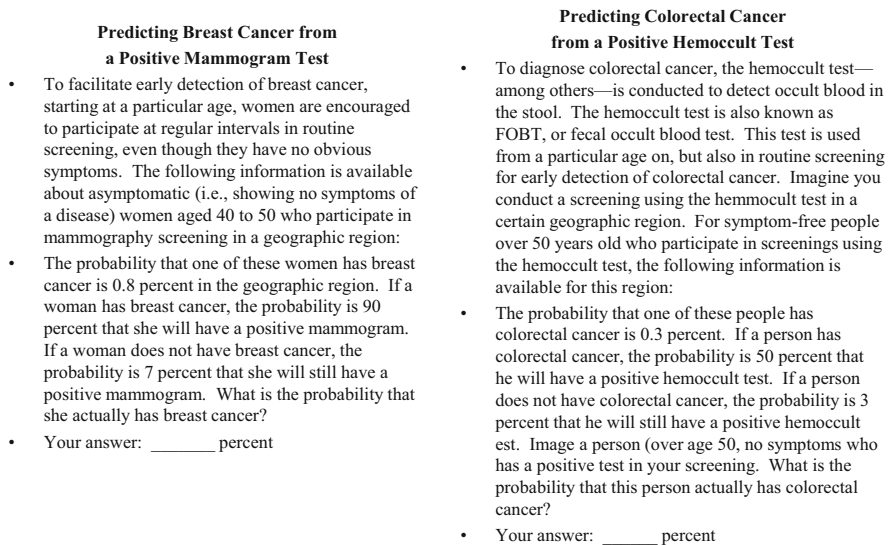 Predicting Breast Cancer from
a Positive Mammogram Test
• To facilitate early detection of breast cancer,
starting at a particular age, women are encouraged
to participate at regular intervals in routine
screening, even though they have no obvious
symptoms. The following information is available
about asymptomatic (i.e., showing no symptoms of
a disease) women aged 40 to 50 who participate in
mammography screening in a geographic region:
• The probability that one of these women has breast
cancer is 0.8 percent in the geographic region. If a
woman has breast cancer, the probability is 90
percent that she will have a positive mammogram.
If a woman does not have breast cancer, the
probability is 7 percent that she will still have a
positive mammogram. What is the probability that
she actually has breast cancer?
• Your answer: _______ percent
Predicting Colorectal Cancer
from a Positive Hemoccult Test
• To diagnose colorectal cancer, the hemoccult test—
among others—is conducted to detect occult blood in
the stool. The hemoccult test is also known as
FOBT, or fecal occult blood test. This test is used
from a particular age on, but also in routine screening
for early detection of colorectal cancer. Imagine you
conduct a screening using the hemmocult test in a
certain geographic region. For symptom-free people
over 50 years old who participate in screenings using
the hemoccult test, the following information is
available for this region:
• The probability that one of these people has
colorectal cancer is 0.3 percent. If a person has
colorectal cancer, the probability is 50 percent that
he will have a positive hemoccult test. If a person
does not have colorectal cancer, the probability is 3
percent that he will still have a positive hemoccult
est. Image a person (over age 50, no symptoms who
has a positive test in your screening. What is the
probability that this person actually has colorectal
cancer?
• Your answer: ______ percent